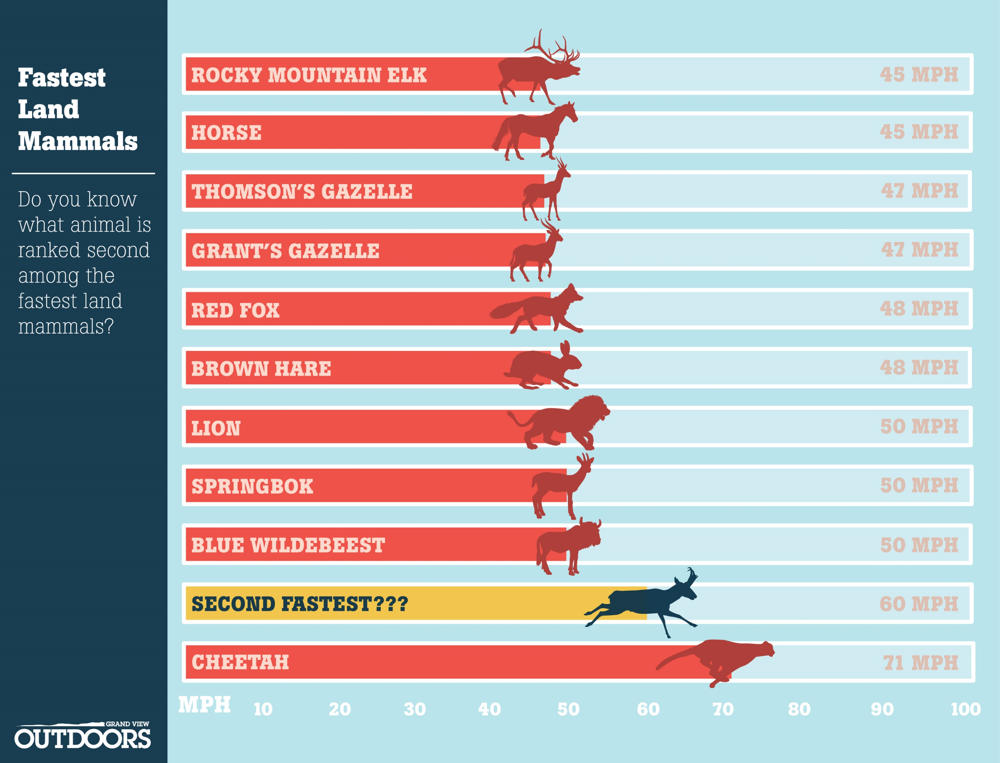 Fastest
Land
Mammals
Do you know
what animal is
ranked second
among the
fastest land
mammals?
ROCKY MOUNTAIN ELK 45 MPH
HORSE 45 MPH
THOMSON'S GAZELLE 47 MPH
GRANT'S GAZELLE 47 MPH
RED FOX 48 MPH
BROWN HARE 48 MPH
LION 50 MPH
SPRINGBOK 50 MPH
BLUE WILDEBEEST 50 MPH
SECOND FASTEST??? 60 MPH
CHEETAH 71 MPH
MPH 10 20 30 40 50 60 70 80 90 100
GRAND VIEW
OUTDOORS